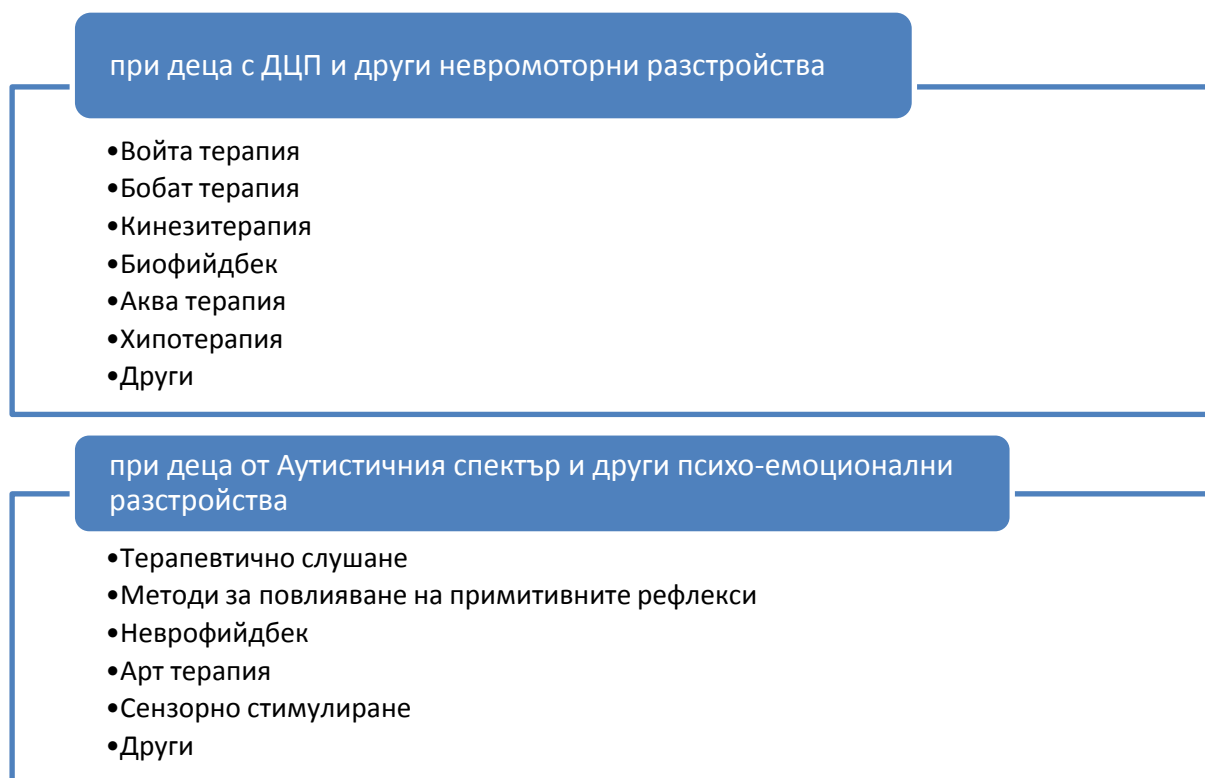 при деца с ДЦП и други невромоторни разстройства
•Войта терапия
•Бобат терапия
•Кинезитерапия
•Биофийдбек
•Аква терапия
•Хипотерапия
•Други
при деца от Аутистичния спектър и други психо-емоционални
разстройства
•Терапевтично слушане
•Методи за повлияване на примитивните рефлекси
•Неврофийдбек
•Арт терапия
•Сензорно стимулиране
•Други